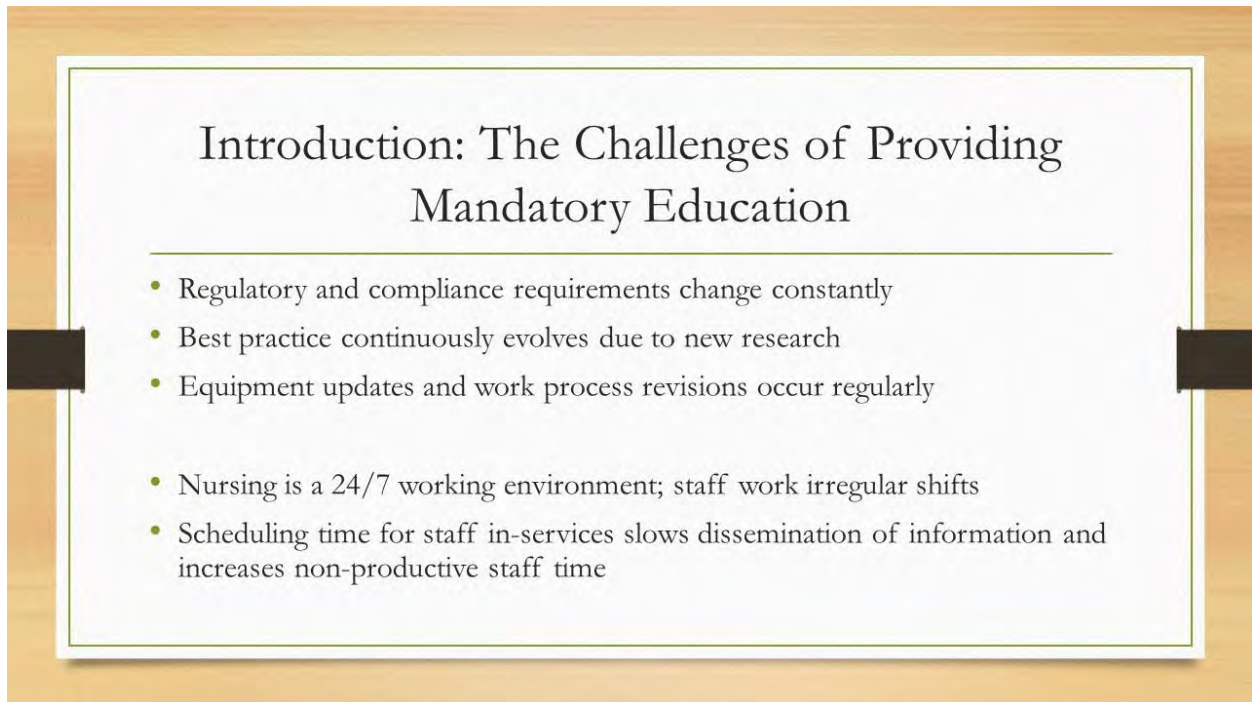 Introduction: The Challenges of Providing
Mandatory Education
• Regulatory and compliance requirements change constantly
• Best practice continuously evolves due to new research
• Equipment updates and work process revisions occur regularly
• Nursing is a 24/7 working environment; staff work irregular shifts
• Scheduling time for staff in-services slows dissemination of information and
increases non-productive staff time